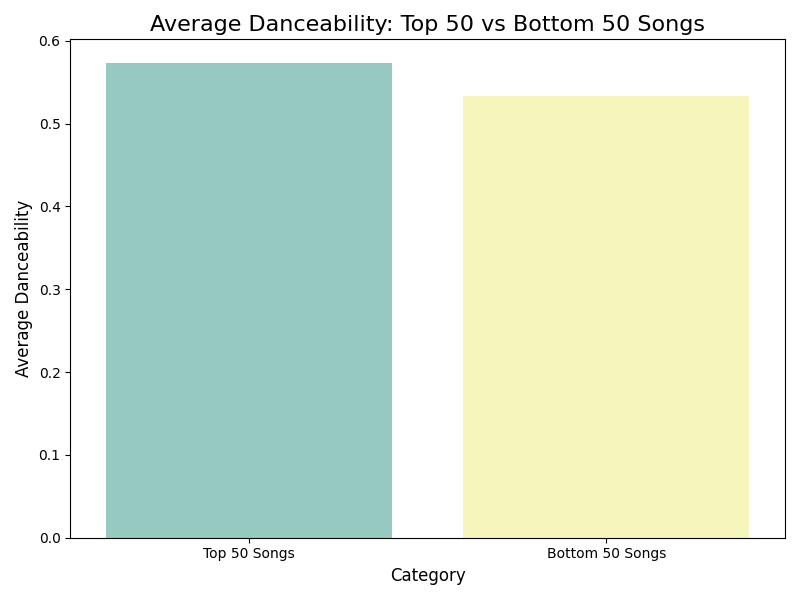 Average Danceability: Top 50 vs Bottom 50 Songs
0.6
0.5
0.4
0.3
0.2
0.1
0.0
Average Danceability
Top 50 Songs
Bottom 50 Songs
Category